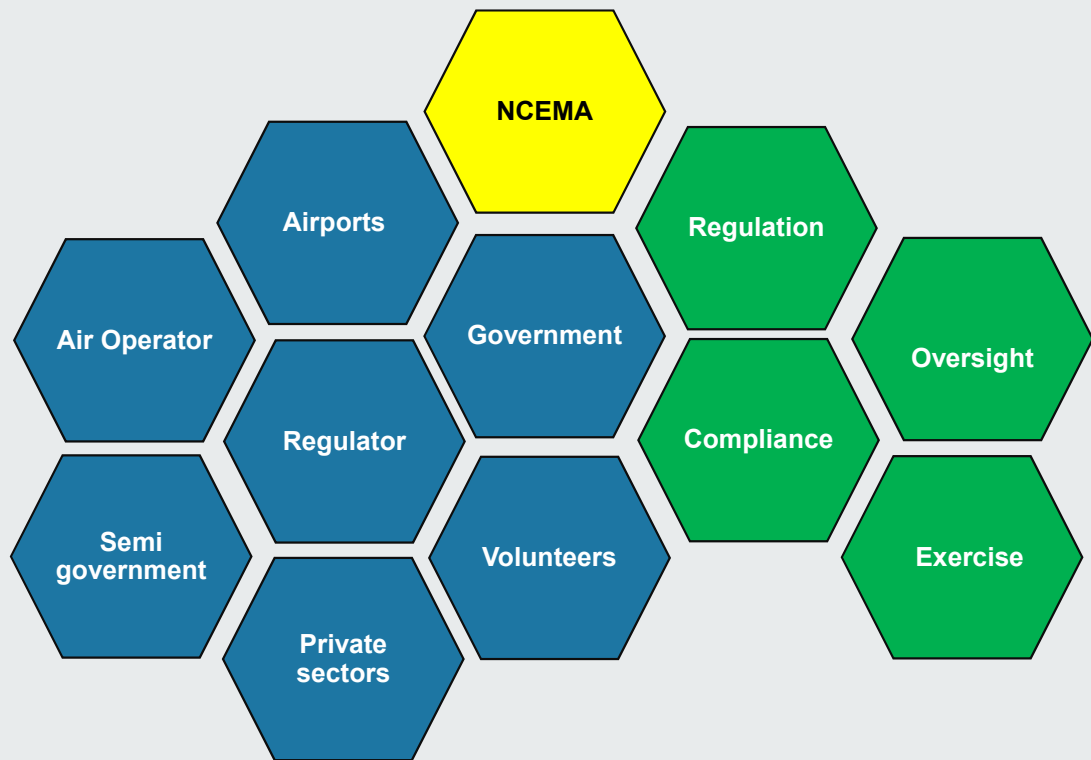 NCEMA
Airports
Regulation
Air Operator
Government
Oversight
Regulator
Compliance
Semi
government
Volunteers
Exercise
Private
sectors